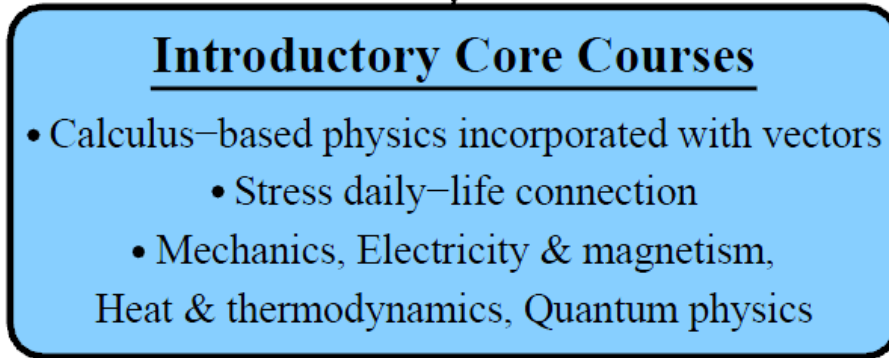 Introductory Core Courses
• Calculus−based physics incorporated with vectors
• Stress daily−life connection
• Mechanics, Electricity & magnetism,
Heat & thermodynamics, Quantum physics